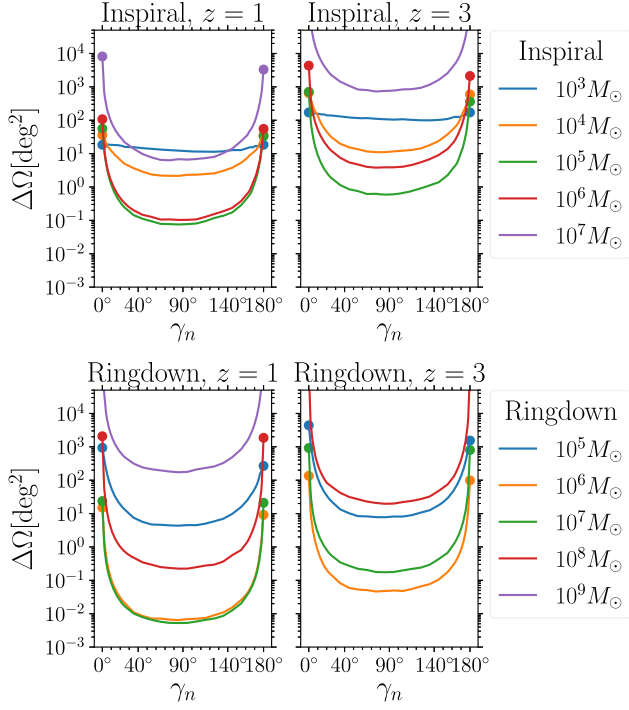 Inspiral, z = 1
Inspiral, z = 3
ΔΩ[deg²]
10⁴
10³
10²
10¹
10⁰
10⁻¹
10⁻²
10⁻³
0° 40° 90° 140° 180°
0° 40° 90° 140° 180°
γₙ
γₙ
Inspiral
10³M⊙
10⁴M⊙
10⁵M⊙
10⁶M⊙
10⁷M⊙
Ringdown, z = 1
Ringdown, z = 3
ΔΩ[deg²]
10⁴
10³
10²
10¹
10⁰
10⁻¹
10⁻²
10⁻³
0° 40° 90° 140° 180°
0° 40° 90° 140° 180°
γₙ
γₙ
Ringdown
10⁵M⊙
10⁶M⊙
10⁷M⊙
10⁸M⊙
10⁹M⊙